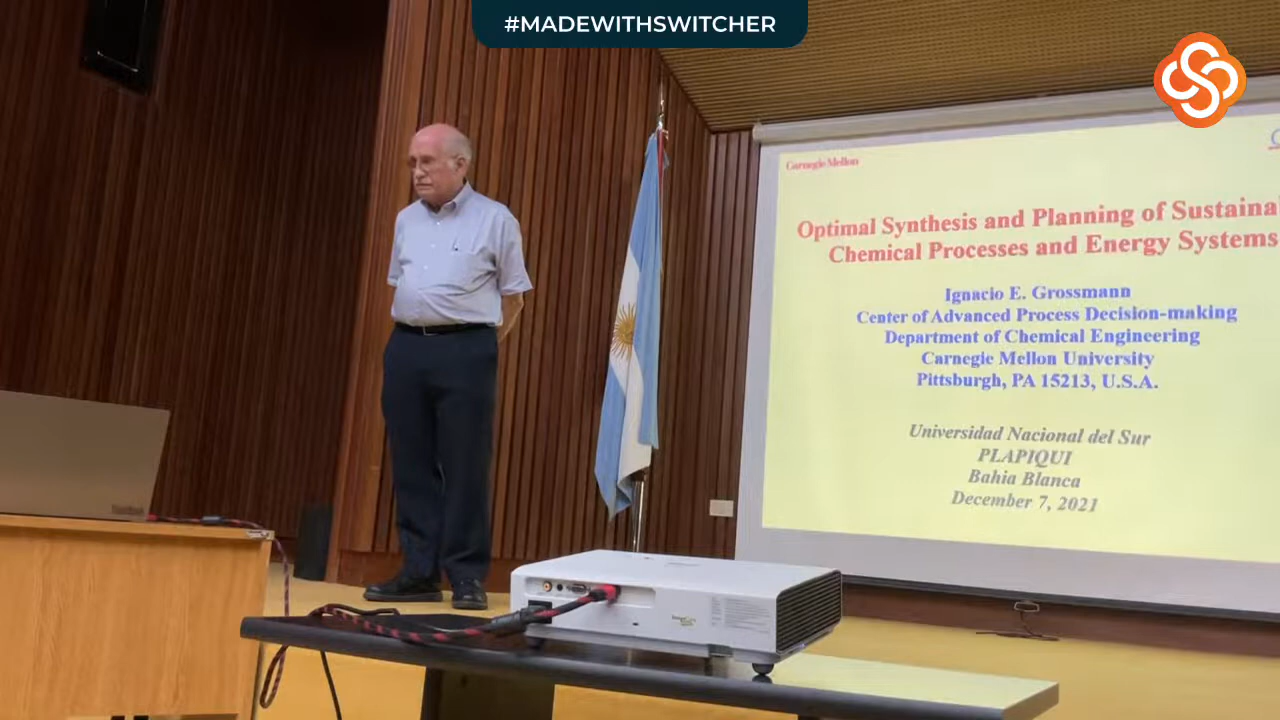 #MADEWITHSWITCHER
Carnegie Mellon
Optimal Synthesis and Planning of
Chemical Processes and Energy Systems
Ignacio E. Grossmann
Center of Advanced Process Decision-making
Department of Chemical Engineering
Carnegie Mellon University
Pittsburgh, PA 15213, U.S.A.
Universidad Nacional del Sur
PLAPIQUI
Bahia Blanca
December 7, 2021